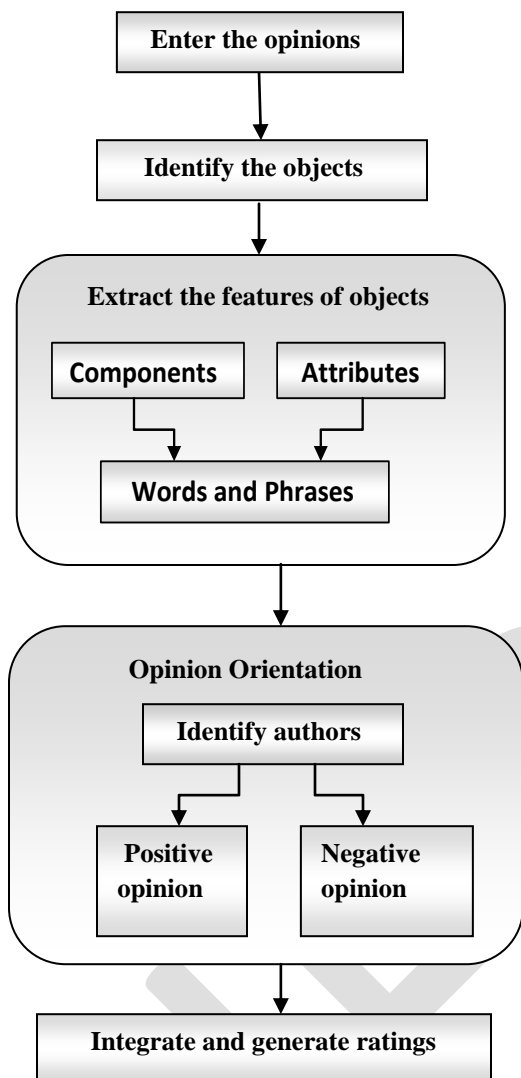 Enter the opinions
Identify the objects
Extract the features of objects
Components
Attributes
Words and Phrases
Opinion Orientation
Identify authors
Positive
opinion
Negative
opinion
Integrate and generate ratings